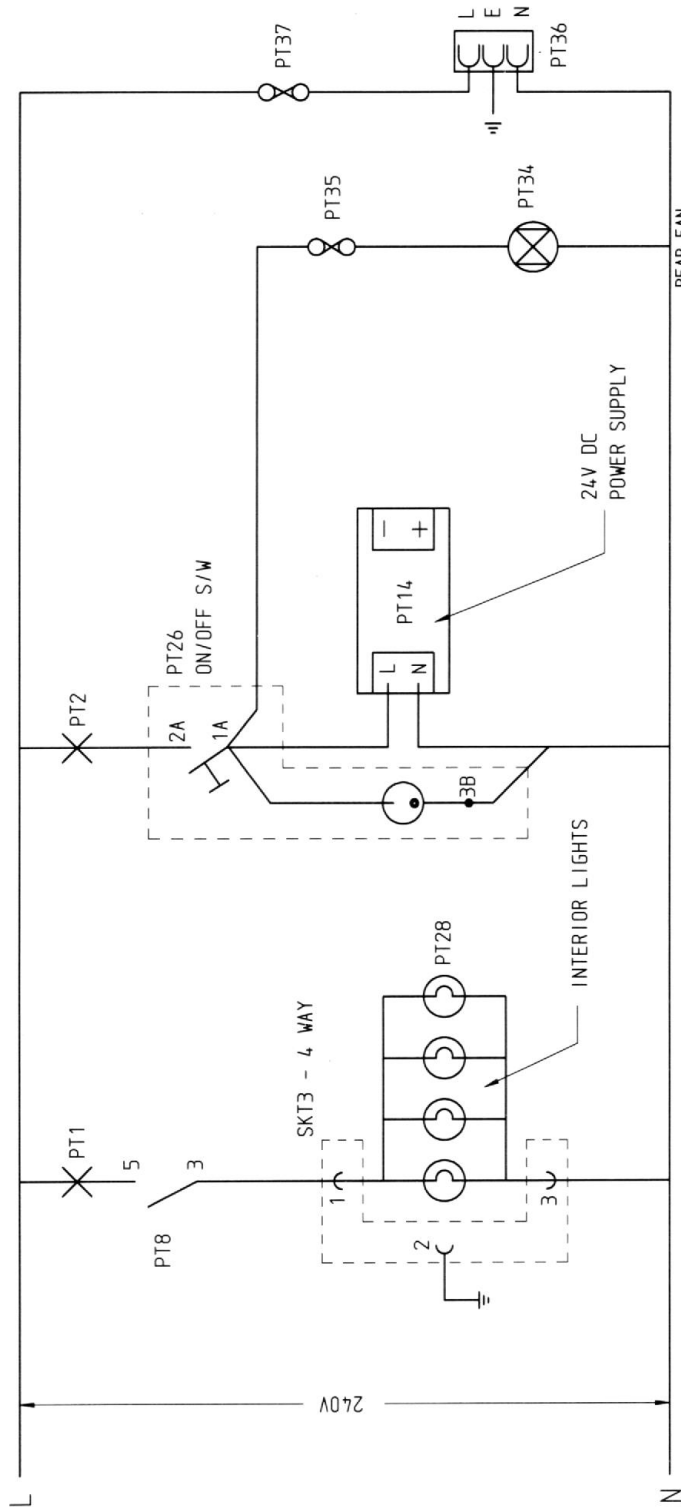 L
N
240V
PT1
5
3
PT8
SKT3 - 4 WAY
1
2
3
PT28
INTERIOR LIGHTS
PT2
PT26
ON/OFF S/W
2A
1A
3B
L
N
PT14
-
+
24V DC
POWER SUPPLY
PT35
PT34
REAR FAN
PT37
L
E
N
PT36